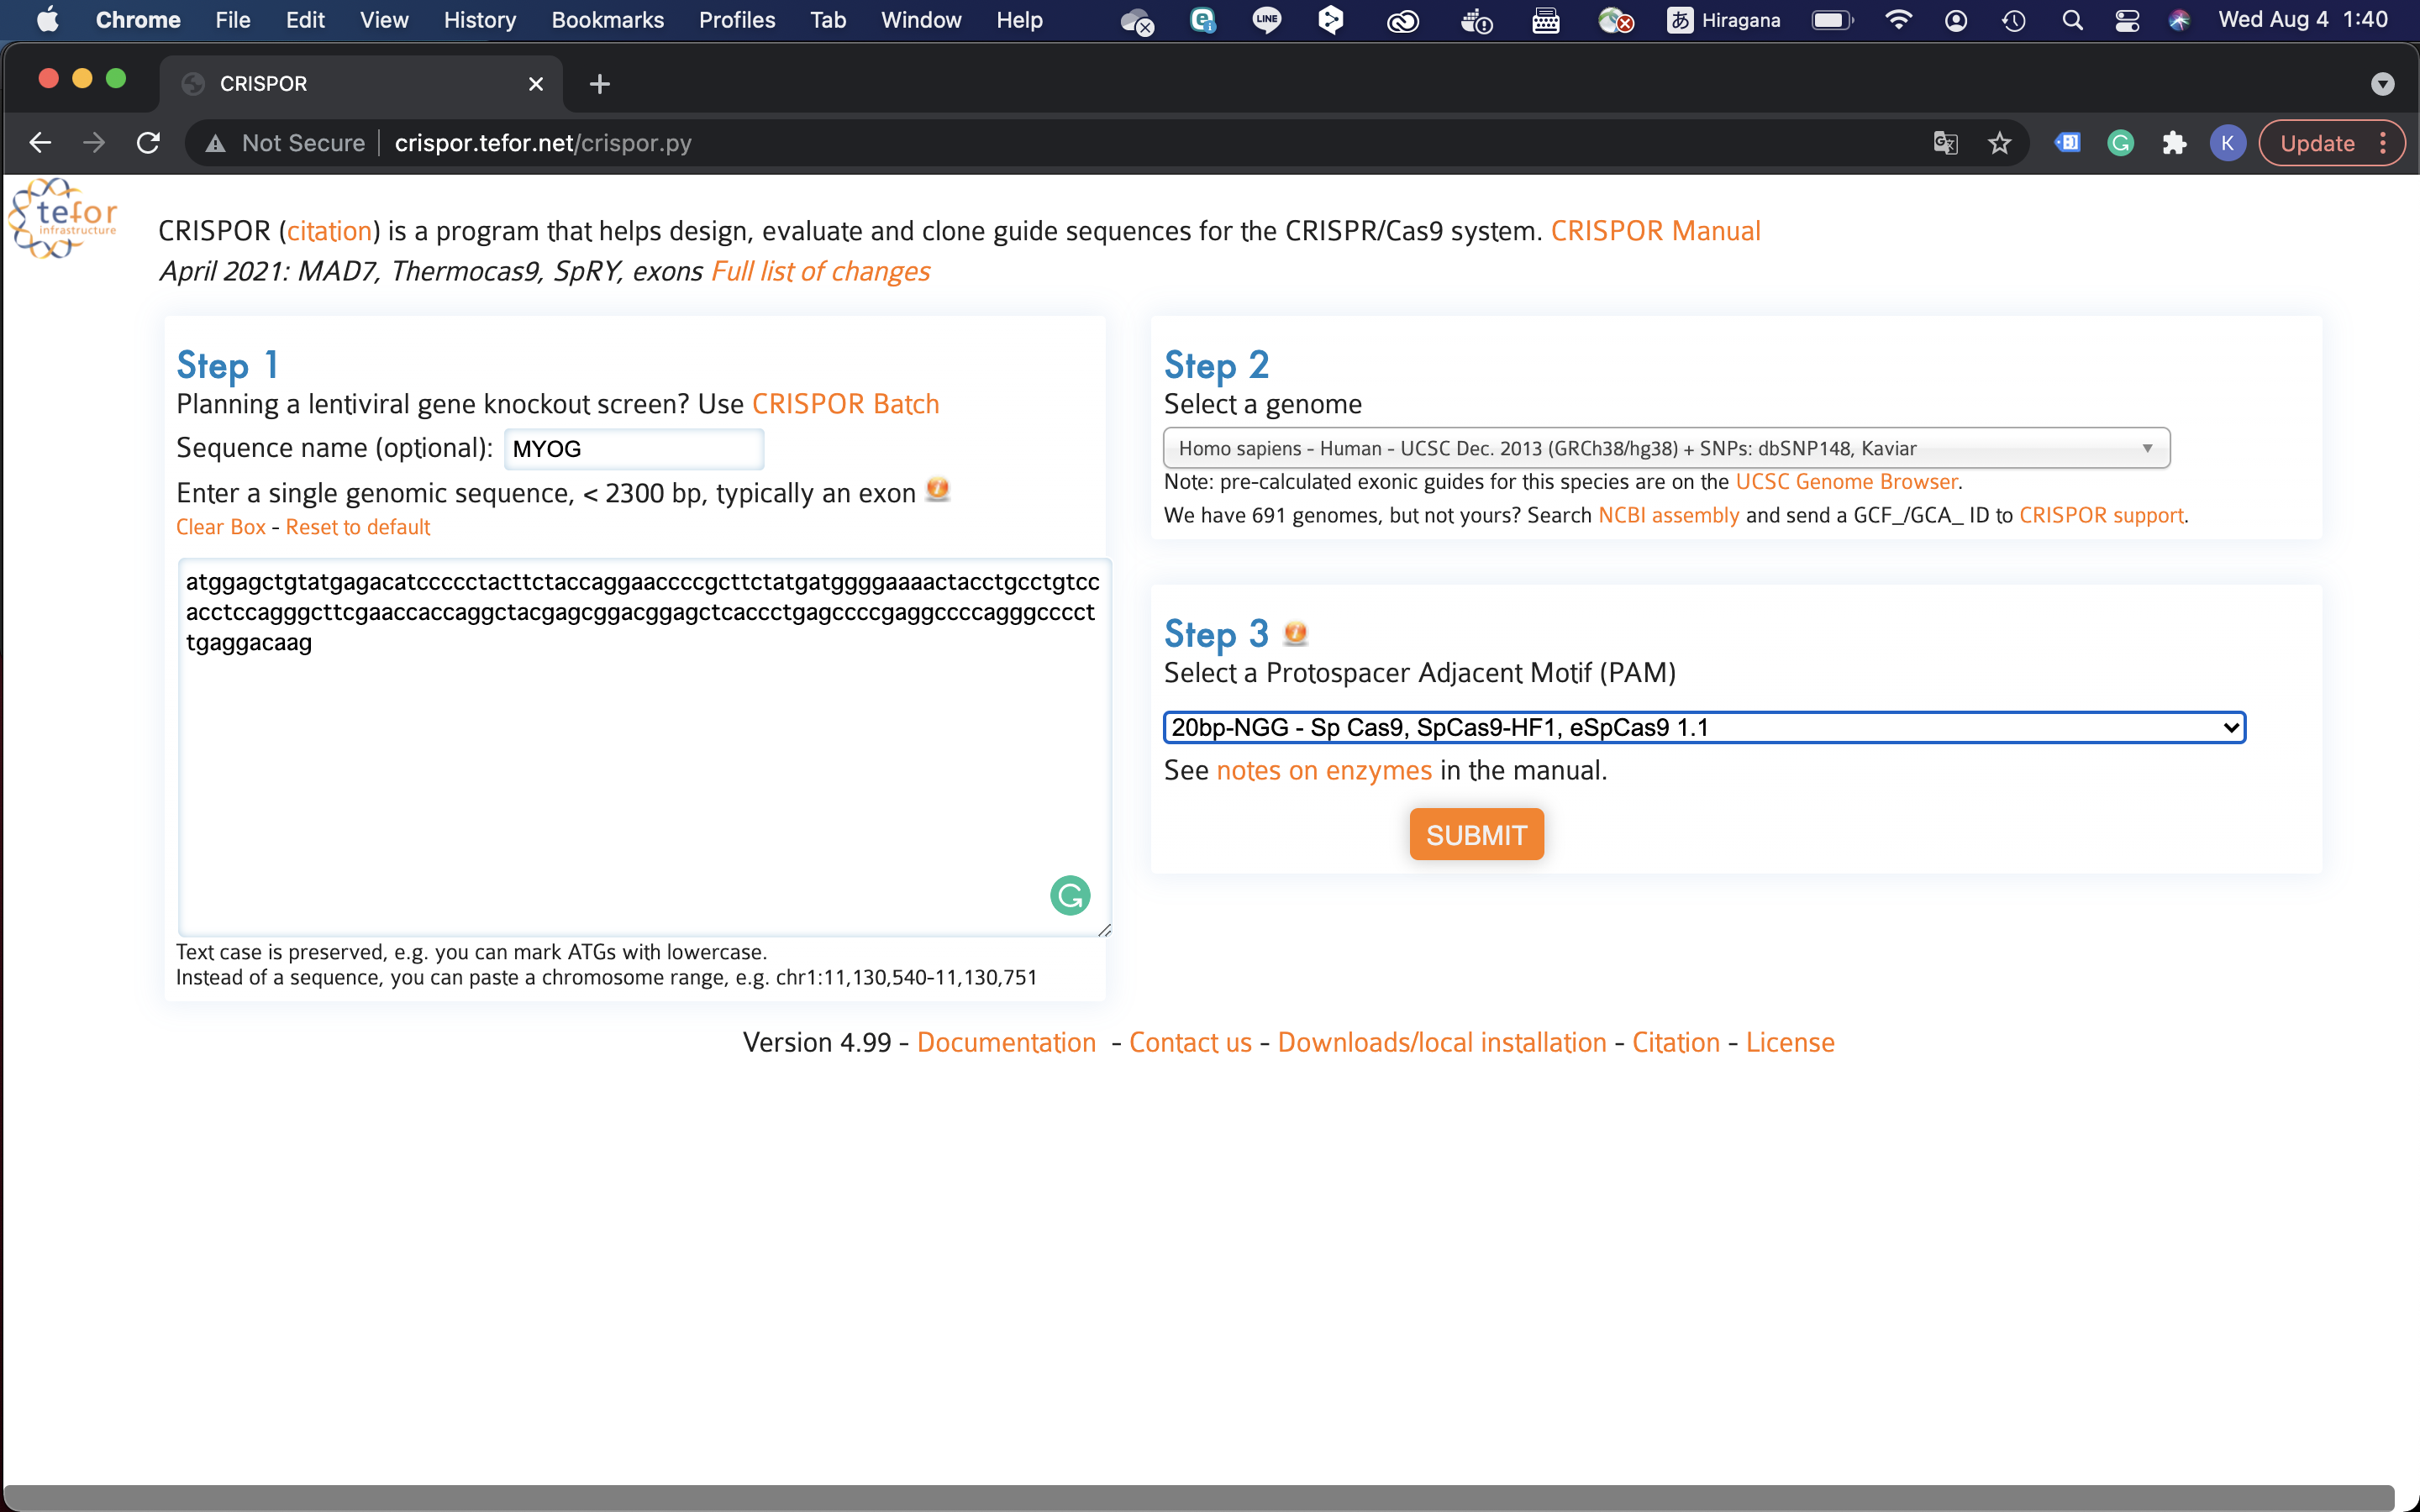 Chrome File Edit View History Bookmarks Profiles Tab Window Help LINE あ Hiragana Wed Aug 4 1:40
CRISPOR
Not Secure crispor.tefor.net/crispor.py K Update
tefor
infrastructure
CRISPOR (citation) is a program that helps design, evaluate and clone guide sequences for the CRISPR/Cas9 system. CRISPOR Manual
April 2021: MAD7, Thermocas9, SpRY, exons Full list of changes
Step 1
Planning a lentiviral gene knockout screen? Use CRISPOR Batch
Sequence name (optional): MYOG
Enter a single genomic sequence, < 2300 bp, typically an exon
Clear Box - Reset to default
atggagctgtatgagacatccccctacttctaccaggaaccccgcttctatgatggggaaaactacctgcctgtcc
acctccagggcttcgaaccaccaggctacgagcggacggagctcaccctgagccccgaggccccagggcccct
tgaggacaag
Text case is preserved, e.g. you can mark ATGs with lowercase.
Instead of a sequence, you can paste a chromosome range, e.g. chr1:11,130,540-11,130,751
Step 2
Select a genome
Homo sapiens - Human - UCSC Dec. 2013 (GRCh38/hg38) + SNPs: dbSNP148, Kaviar
Note: pre-calculated exonic guides for this species are on the UCSC Genome Browser.
We have 691 genomes, but not yours? Search NCBI assembly and send a GCF_/GCA_ ID to CRISPOR support.
Step 3
Select a Protospacer Adjacent Motif (PAM)
20bp-NGG - Sp Cas9, SpCas9-HF1, eSpCas9 1.1
See notes on enzymes in the manual.
SUBMIT
Version 4.99 - Documentation - Contact us - Downloads/local installation - Citation - License